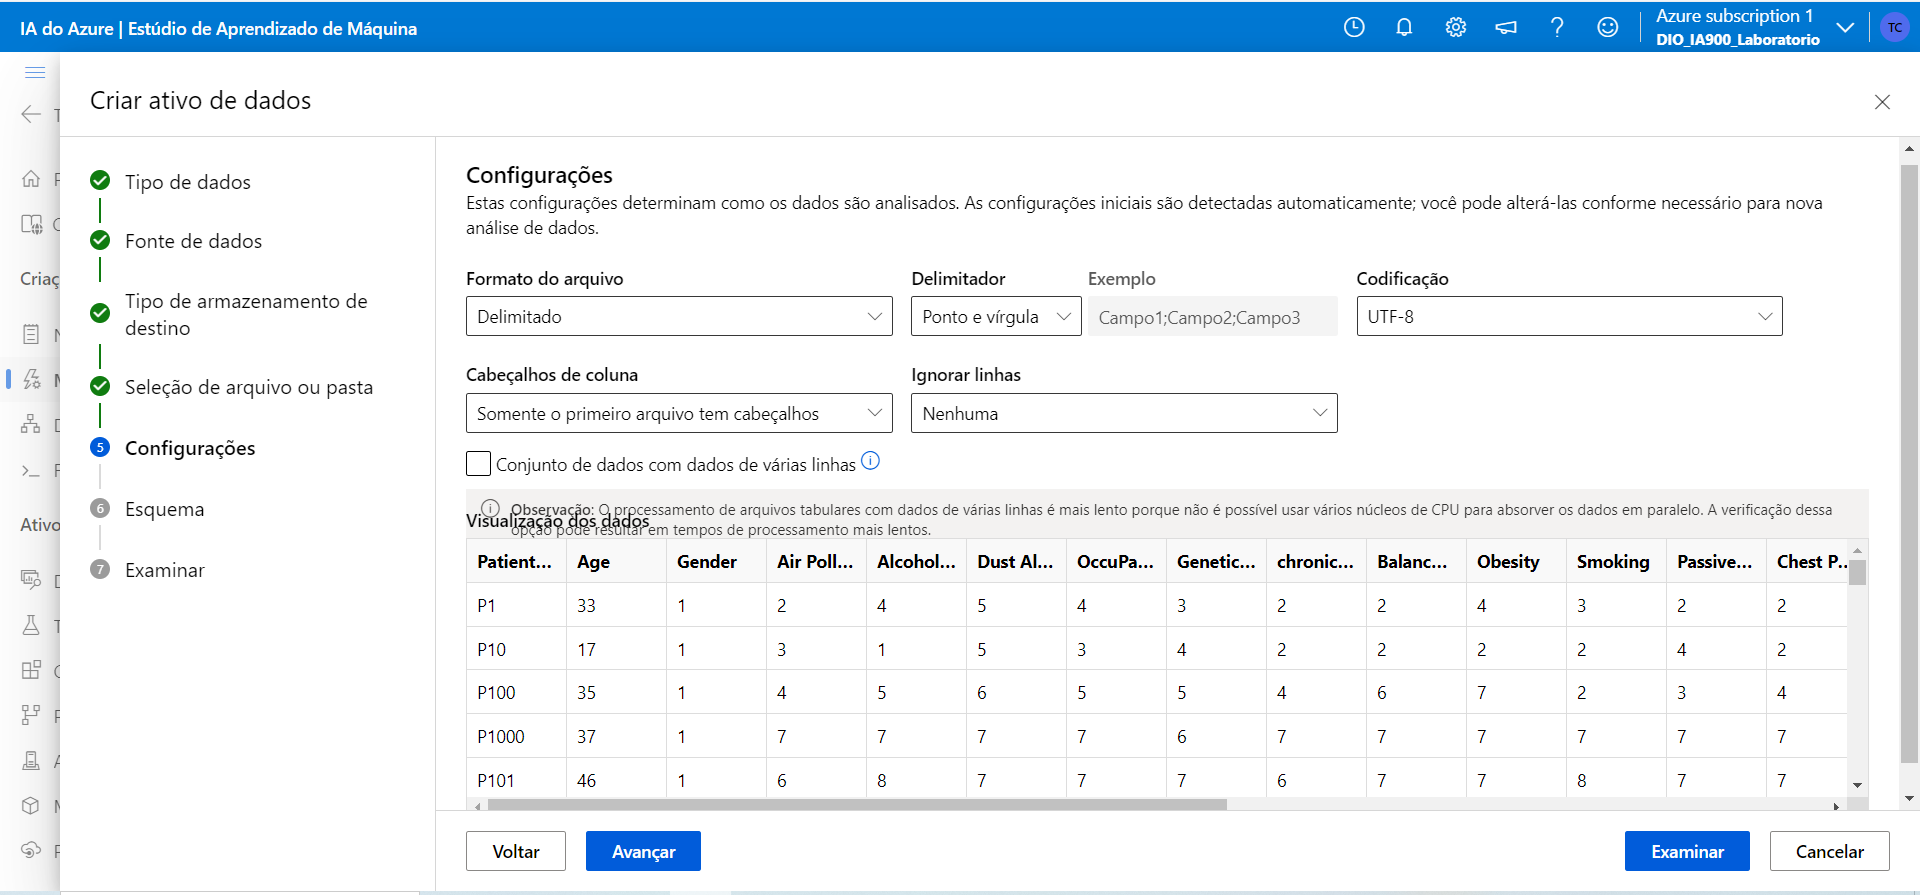 IA do Azure | Estúdio de Aprendizado de Máquina
Azure subscription 1
DIO_IA900_Laboratorio
TC
Criar ativo de dados
Criaç
Ativo
Tipo de dados
Fonte de dados
Tipo de armazenamento de
destino
Seleção de arquivo ou pasta
5 Configurações
6 Esquema
7 Examinar
Configurações
Estas configurações determinam como os dados são analisados. As configurações iniciais são detectadas automaticamente; você pode alterá-las conforme necessário para nova
análise de dados.
Formato do arquivo Delimitador Exemplo Codificação
Delimitado Ponto e vírgula Campo1;Campo2;Campo3 UTF-8
Cabeçalhos de coluna Ignorar linhas
Somente o primeiro arquivo tem cabeçalhos Nenhuma
Conjunto de dados com dados de várias linhas
Observação: O processamento de arquivos tabulares com dados de várias linhas é mais lento porque não é possível usar vários núcleos de CPU para absorver os dados em paralelo. A verificação dessa
opção pode resultar em tempos de processamento mais lentos.
Visualização dos dados
Patient... Age Gender Air Poll... Alcohol... Dust Al... OccuPa... Genetic... chronic... Balanc... Obesity Smoking Passive... Chest P...
P1 33 1 2 4 5 4 3 2 2 4 3 2 2
P10 17 1 3 1 5 3 4 2 2 2 2 4 2
P100 35 1 4 5 6 5 5 4 6 7 2 3 4
P1000 37 1 7 7 7 7 6 7 7 7 7 7 7
P101 46 1 6 8 7 7 7 6 7 7 8 7 7
Voltar Avançar Examinar Cancelar